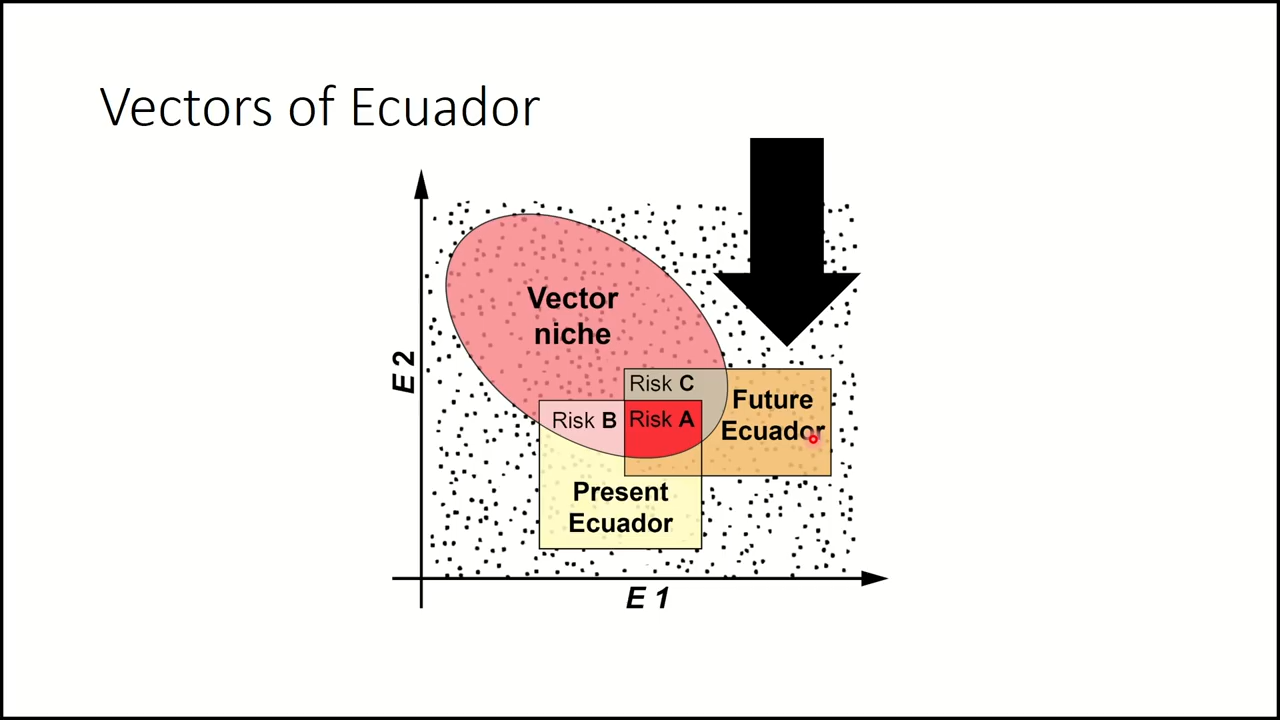 Vectors of Ecuador
E 2
Vector
niche
Risk C
Risk B
Risk A
Future
Ecuador
Present
Ecuador
E 1